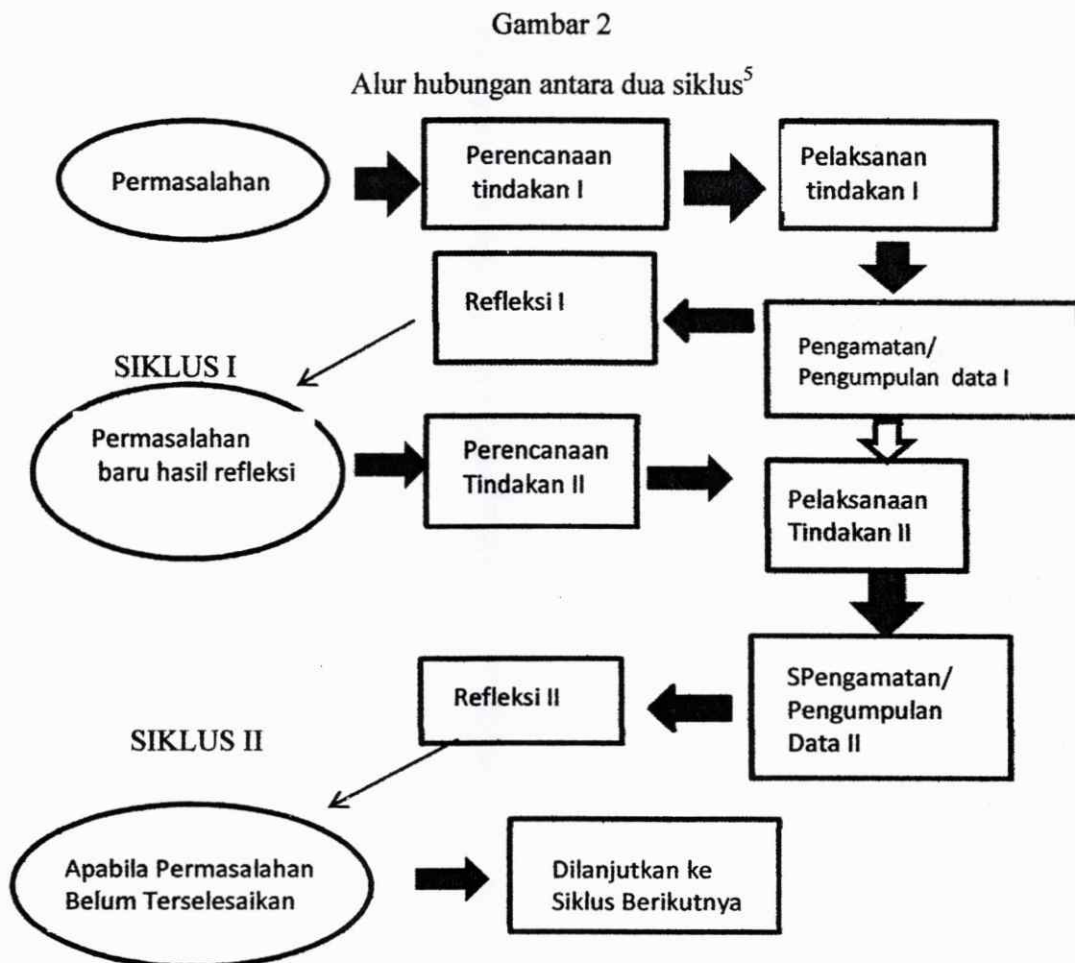 Gambar 2
Alur hubungan antara dua siklus5
Permasalahan
Perencanaan
tindakan I
Pelaksanan
tindakan I
Refleksi I
Pengamatan/
Pengumpulan data I
SIKLUS I
Permasalahan
baru hasil refleksi
Perencanaan
Tindakan II
Pelaksanaan
Tindakan II
Refleksi II
SPengamatan/
Pengumpulan
Data II
SIKLUS II
Apabila Permasalahan
Belum Terselesaikan
Dilanjutkan ke
Siklus Berikutnya